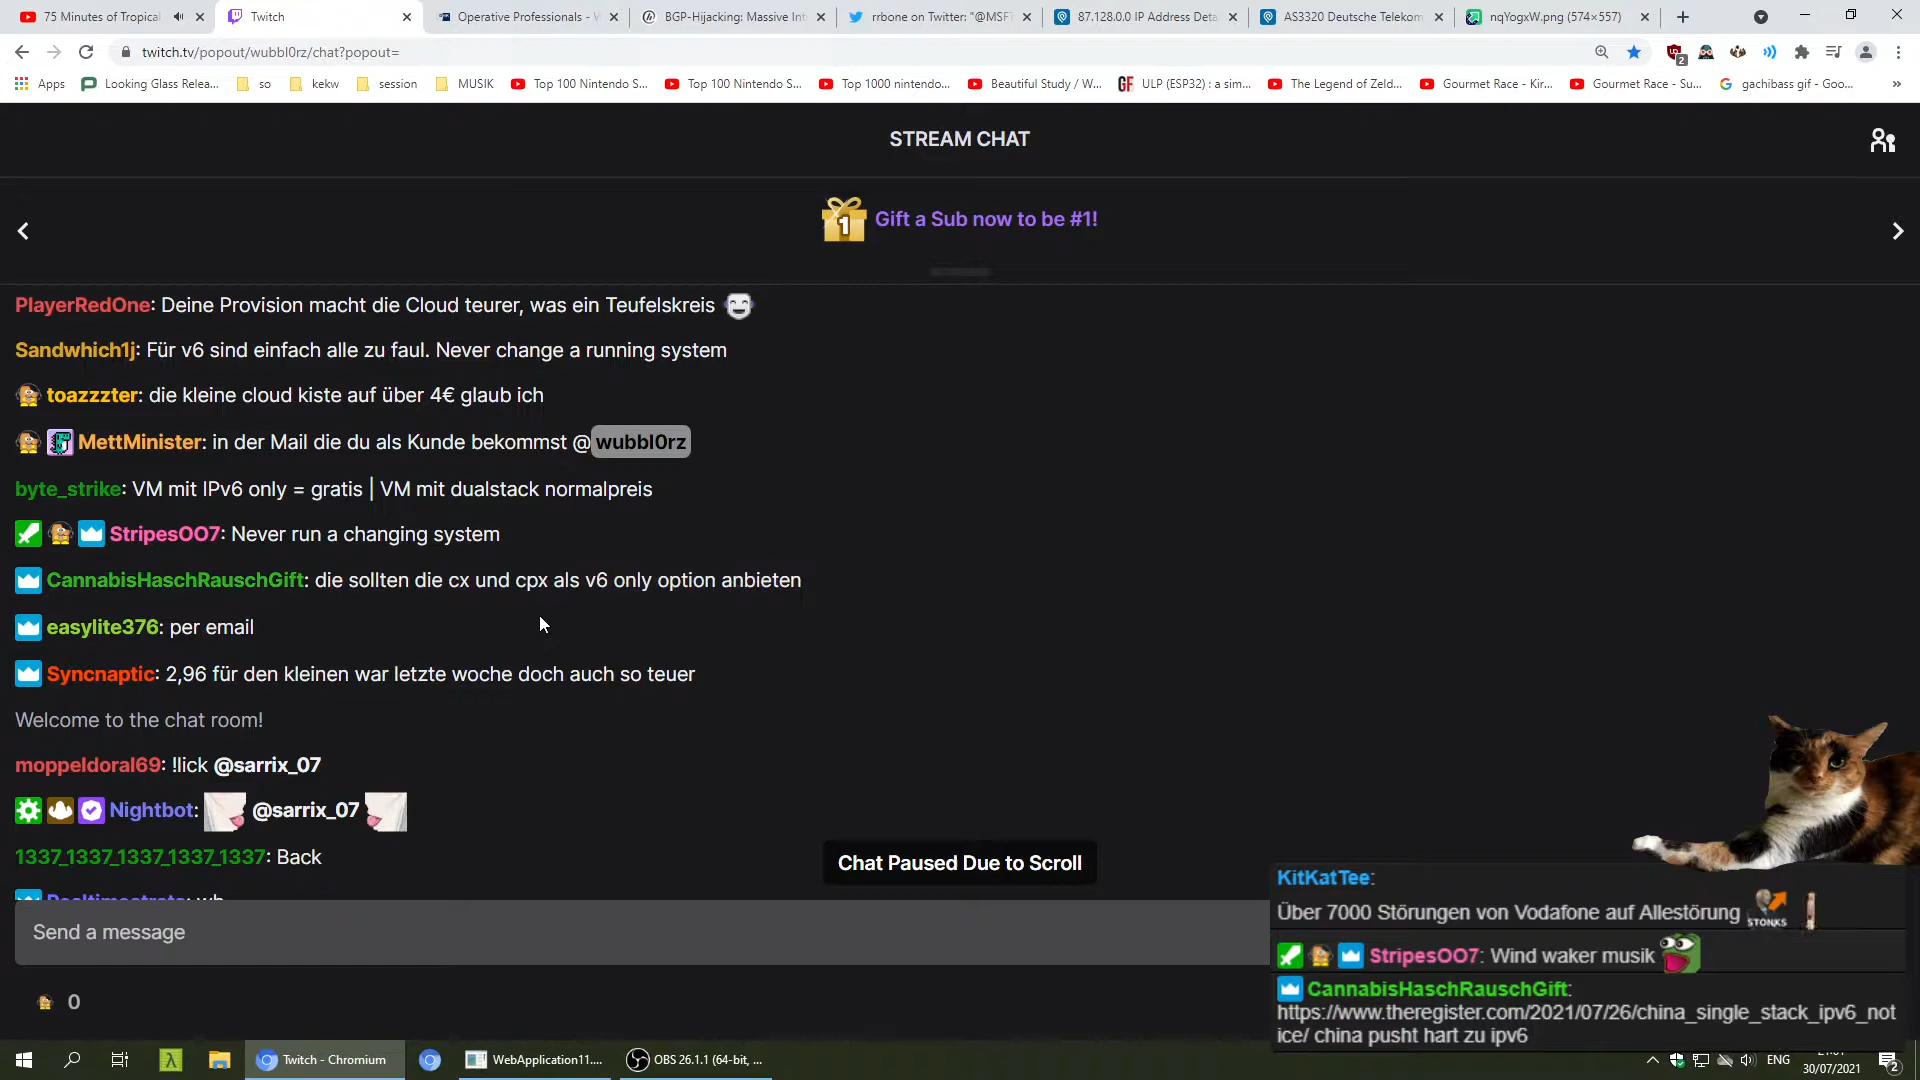 75 Minutes of Tropical
Twitch
Operative Professionals - W
BGP-Hijacking: Massive Int
rrbone on Twitter: "@MSFT
87.128.0.0 IP Address Deta
AS3320 Deutsche Telekom
nqYogxW.png (574×557)
twitch.tv/popout/wubbl0rz/chat?popout=
2
Apps
Looking Glass Relea...
so
kekw
session
MUSIK
Top 100 Nintendo S...
Top 100 Nintendo S...
Top 1000 nintendo...
Beautiful Study / W...
GF ULP (ESP32) : a sim...
The Legend of Zeld...
Gourmet Race - Kir...
Gourmet Race - Su...
gachibass gif - Goo...
»
STREAM CHAT
1 Gift a Sub now to be #1!
PlayerRedOne: Deine Provision macht die Cloud teurer, was ein Teufelskreis
Sandwhich1j: Für v6 sind einfach alle zu faul. Never change a running system
toazzzter: die kleine cloud kiste auf über 4€ glaub ich
MettMinister: in der Mail die du als Kunde bekommst @wubbl0rz
byte_strike: VM mit IPv6 only = gratis | VM mit dualstack normalpreis
StripesOO7: Never run a changing system
CannabisHaschRauschGift: die sollten die cx und cpx als v6 only option anbieten
easylite376: per email
Syncnaptic: 2,96 für den kleinen war letzte woche doch auch so teuer
Welcome to the chat room!
moppeldoral69: !lick @sarrix_07
Nightbot: @sarrix_07
1337_1337_1337_1337_1337: Back
Chat Paused Due to Scroll
Send a message
0
KitKatTee:
Über 7000 Störungen von Vodafone auf Allestörung STONKS
StripesOO7: Wind waker musik
CannabisHaschRauschGift:
https://www.theregister.com/2021/07/26/china_single_stack_ipv6_not
ice/ china pusht hart zu ipv6
Twitch - Chromium
WebApplication11....
OBS 26.1.1 (64-bit, ...
ENG
30/07/2021
2